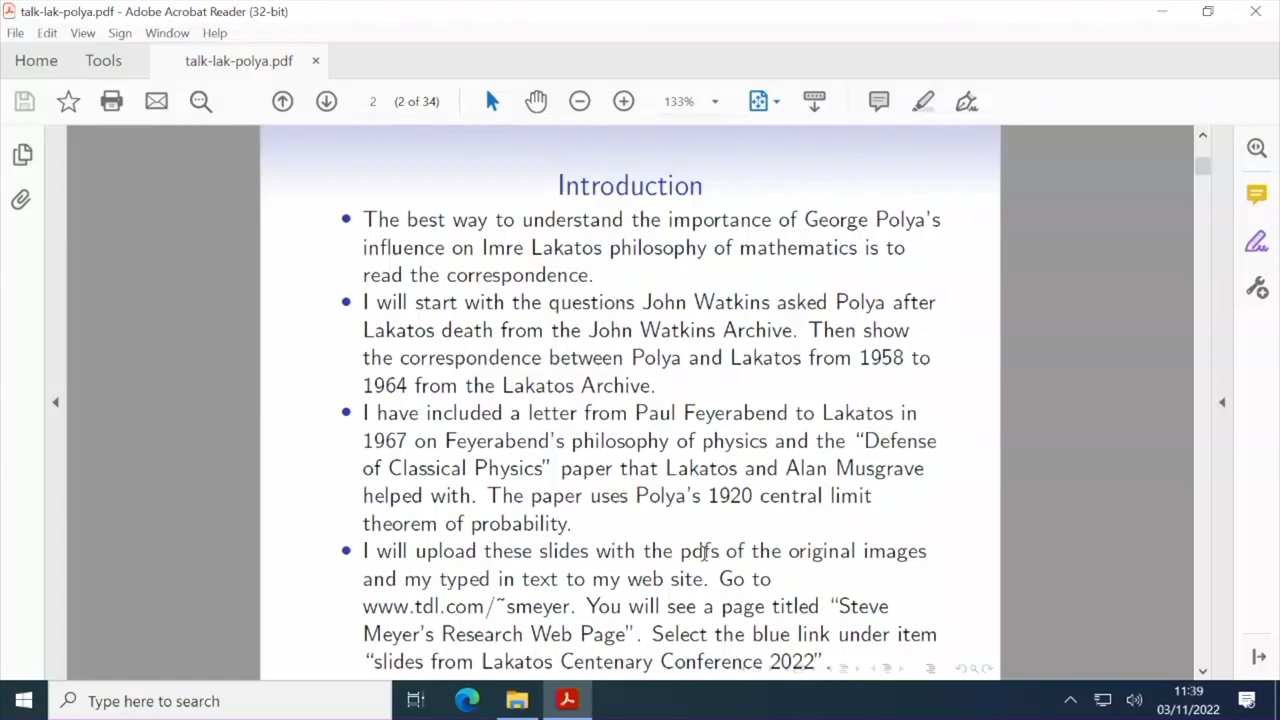 talk-lak-polya.pdf - Adobe Acrobat Reader (32-bit)
File Edit View Sign Window Help
Home Tools talk-lak-polya.pdf ×
2 (2 of 34) 133%
Introduction
• The best way to understand the importance of George Polya's
influence on Imre Lakatos philosophy of mathematics is to
read the correspondence.
• I will start with the questions John Watkins asked Polya after
Lakatos death from the John Watkins Archive. Then show
the correspondence between Polya and Lakatos from 1958 to
1964 from the Lakatos Archive.
• I have included a letter from Paul Feyerabend to Lakatos in
1967 on Feyerabend's philosophy of physics and the “Defense
of Classical Physics” paper that Lakatos and Alan Musgrave
helped with. The paper uses Polya's 1920 central limit
theorem of probability.
• I will upload these slides with the pdfs of the original images
and my typed in text to my web site. Go to
www.tdl.com/~smeyer. You will see a page titled “Steve
Meyer's Research Web Page”. Select the blue link under item
“slides from Lakatos Centenary Conference 2022”
Type here to search
11:39
03/11/2022